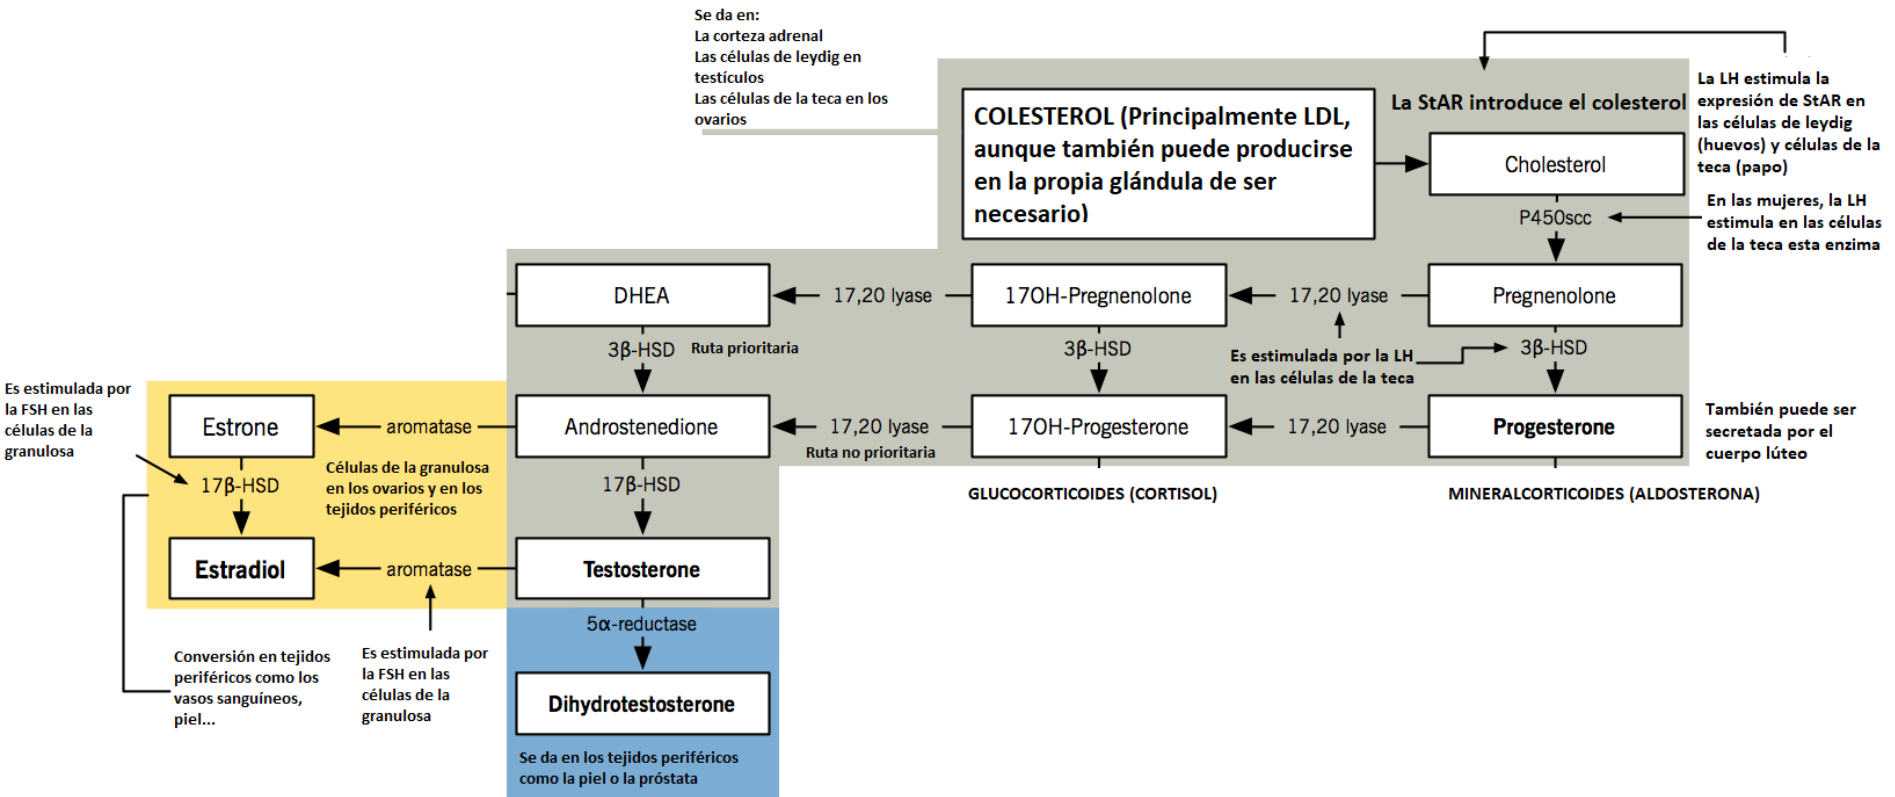 Se da en:
La corteza adrenal
Las células de leydig en
testículos
Las células de la teca en los
ovarios
COLESTEROL (Principalmente LDL,
aunque también puede producirse
en la propia glándula de ser
necesario)
La StAR introduce el colesterol
Cholesterol
La LH estimula la
expresión de StAR en
las células de leydig
(huevos) y células de la
teca (papo)
P450scc
En las mujeres, la LH
estimula en las células
de la teca esta enzima
DHEA
17,20 lyase
17OH-Pregnenolone
17,20 lyase
Pregnenolone
3β-HSD
Ruta prioritaria
3β-HSD
Es estimulada por la LH
en las células de la teca
3β-HSD
Es estimulada por
la FSH en las
células de la
granulosa
Estrone
aromatase
Androstenedione
17,20 lyase
Ruta no prioritaria
17OH-Progesterone
17,20 lyase
Progesterone
También puede ser
secretada por el
cuerpo lúteo
17β-HSD
Células de la granulosa
en los ovarios y en los
tejidos periféricos
17β-HSD
GLUCOCORTICOIDES (CORTISOL)
MINERALCORTICOIDES (ALDOSTERONA)
Estradiol
aromatase
Testosterone
5α-reductase
Conversión en tejidos
periféricos como los
vasos sanguíneos,
piel...
Es estimulada por
la FSH en las
células de la
granulosa
Dihydrotestosterone
Se da en los tejidos periféricos
como la piel o la próstata